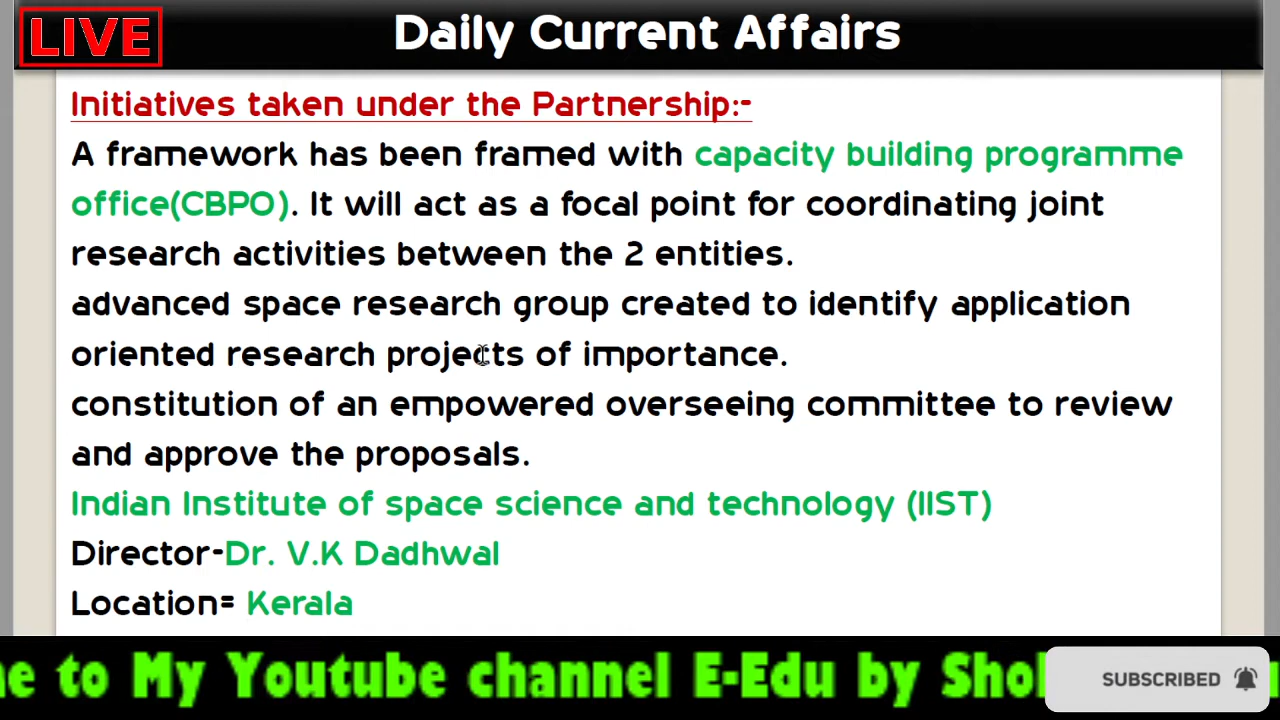 LIVE
Daily Current Affairs
Initiatives taken under the Partnership:-
A framework has been framed with capacity building programme
office(CBPO). It will act as a focal point for coordinating joint
research activities between the 2 entities.
advanced space research group created to identify application
oriented research projects of importance.
constitution of an empowered overseeing committee to review
and approve the proposals.
Indian Institute of space science and technology (IIST)
Director-Dr. V.K Dadhwal
Location= Kerala
to My Youtube channel E-Edu by
SUBSCRIBED